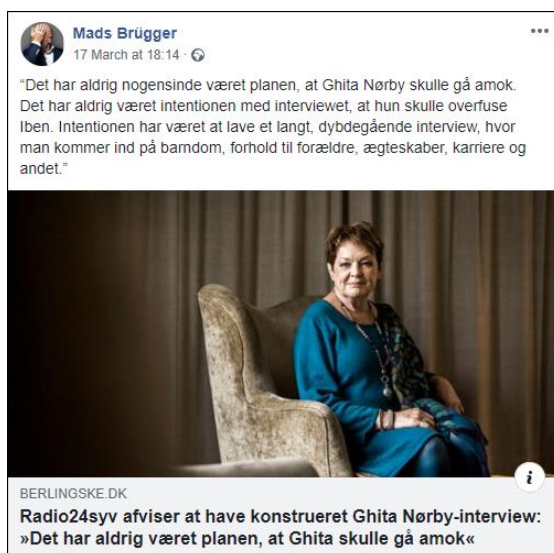 Mads Brügger
17 March at 18:14 ·
“Det har aldrig nogensinde været planen, at Ghita Nørby skulle gå amok.
Det har aldrig været intentionen med interviewet, at hun skulle overfuse
Iben. Intentionen har været at lave et langt, dybdegående interview, hvor
man kommer ind på barndom, forhold til forældre, ægteskaber, karriere og
andet.”
i
BERLINGSKE.DK
Radio24syv afviser at have konstrueret Ghita Nørby-interview:
»Det har aldrig været planen, at Ghita skulle gå amok«